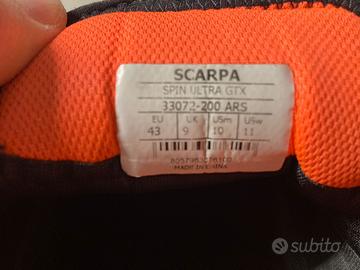 SCARPA
SPIN ULTRA GTX
33072-200 ARS
EU UK USm USw
43 9 10 11
MADE IN CHINA
subito